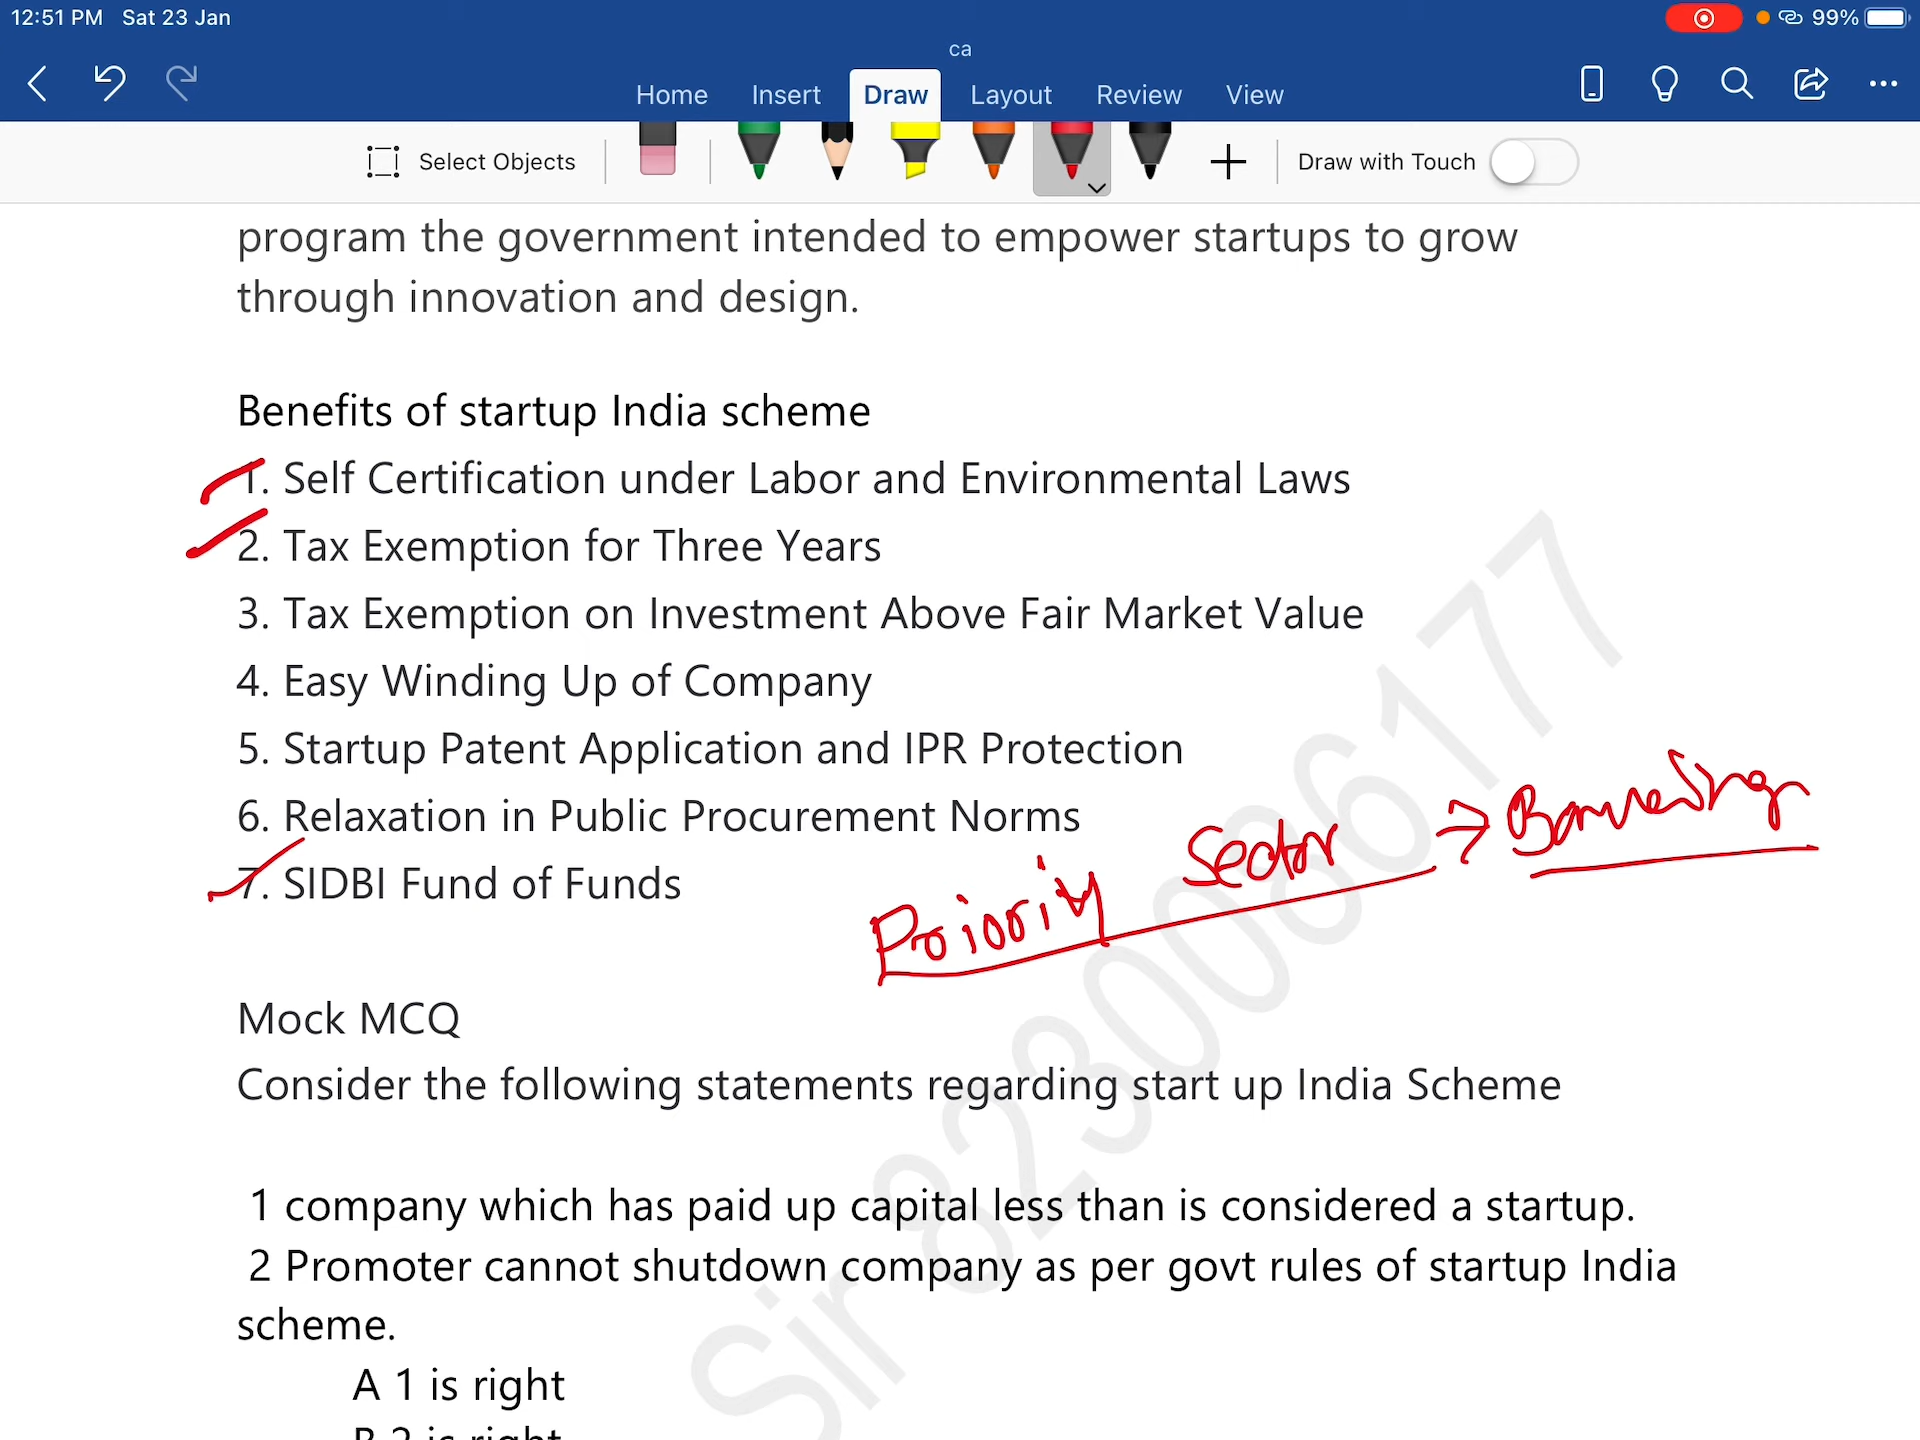 12:51 PM Sat 23 Jan
99%
ca
Home Insert Draw Layout Review View
Select Objects
Draw with Touch
program the government intended to empower startups to grow
through innovation and design.
Benefits of startup India scheme
1. Self Certification under Labor and Environmental Laws
2. Tax Exemption for Three Years
3. Tax Exemption on Investment Above Fair Market Value
4. Easy Winding Up of Company
5. Startup Patent Application and IPR Protection
6. Relaxation in Public Procurement Norms
7. SIDBI Fund of Funds
Priority Sector →
Mock MCQ
Consider the following statements regarding start up India Scheme
1 company which has paid up capital less than is considered a startup.
2 Promoter cannot shutdown company as per govt rules of startup India
scheme.
A 1 is right
B 2 is right
Sir 8230086177